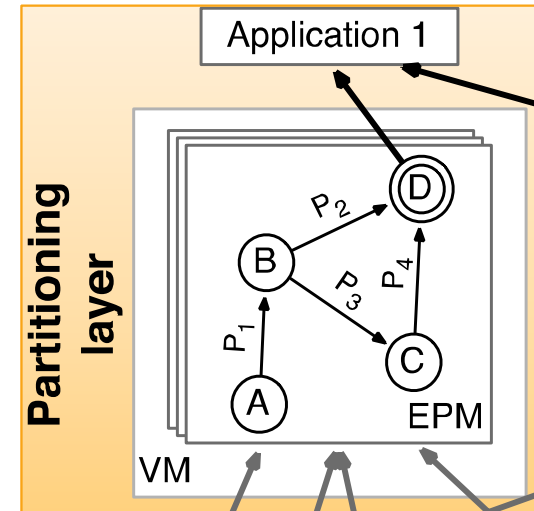 Application 1
Partitioning
layer
D
P2
B
P3
P4
P1
C
A
EPM
VM